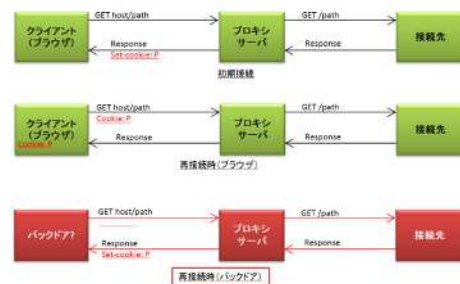 GET host/path
GET /path
クライアント
(ブラウザ)
プロキシ
サーバ
接続先
Response
Set-cookie: P
Response
初期接続
GET host/path
Cookie: P
GET /path
クライアント
(ブラウザ)
Cookie: P
プロキシ
サーバ
接続先
Response
Response
再接続時(ブラウザ)
GET host/path
GET /path
バックドア?
プロキシ
サーバ
接続先
Response
Set-cookie: P
Response
再接続時(バックドア)